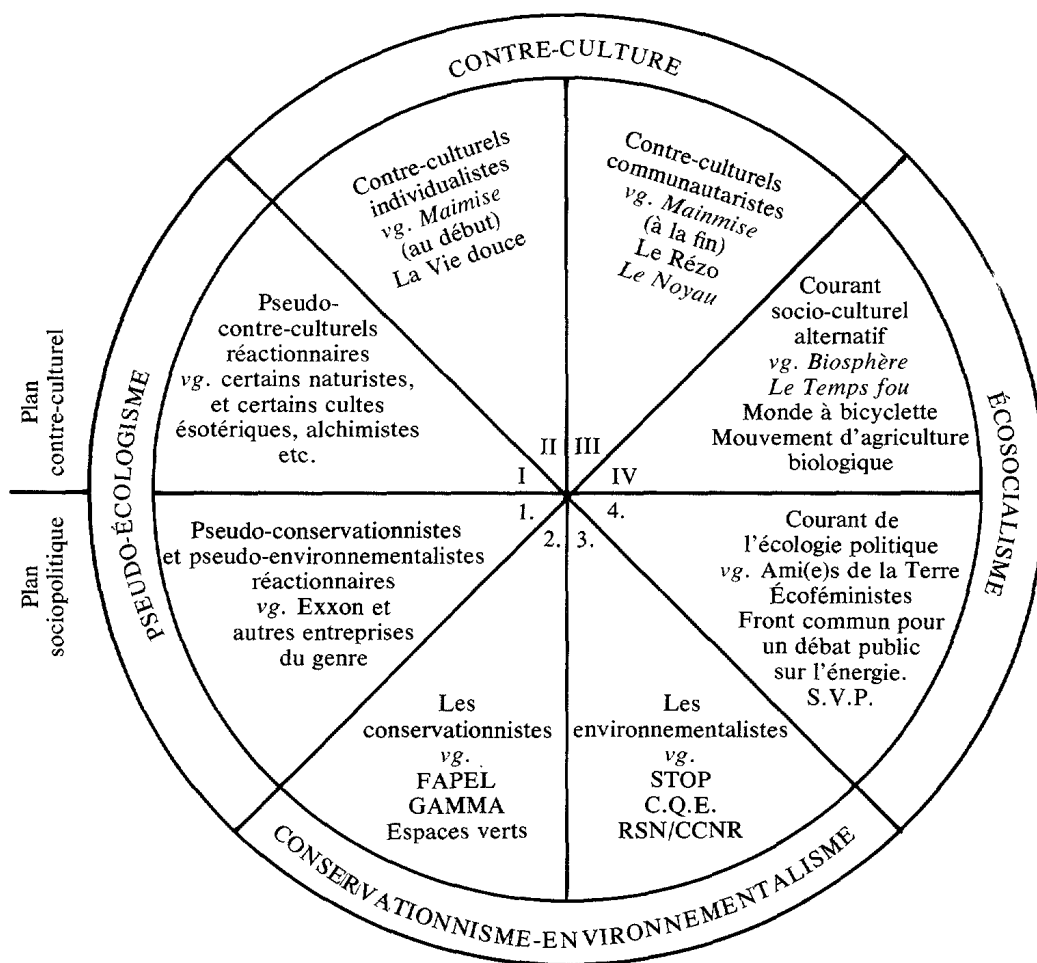 CONTRE-CULTURE
Contre-culturels
individualistes
vg. Maimise
(au début)
La Vie douce
Contre-culturels
communautaristes
vg. Mainmise
(à la fin)
Le Rézo
Le Noyau
Pseudo-
contre-culturels
réactionnaires
vg. certains naturistes,
et certains cultes
ésotériques, alchimistes
etc.
Courant
socio-culturel
alternatif
vg. Biosphère
Le Temps fou
Monde à bicyclette
Mouvement d'agriculture
biologique
Plan
contre-culturel
PSEUDO-ÉCOLOGISME
ÉCOSOCIALISME
II III
I IV
1. 4.
2. 3.
Plan
sociopolitique
Pseudo-conservationnistes
et pseudo-environnementalistes
réactionnaires
vg. Exxon et
autres entreprises
du genre
Courant de
l'écologie politique
vg. Ami(e)s de la Terre
Écoféministes
Front commun pour
un débat public
sur l'énergie.
S.V.P.
Les
conservationnistes
vg.
FAPEL
GAMMA
Espaces verts
Les
environnementalistes
vg.
STOP
C.Q.E.
RSN/CCNR
CONSERVATIONNISME-ENVIRONNEMENTALISME